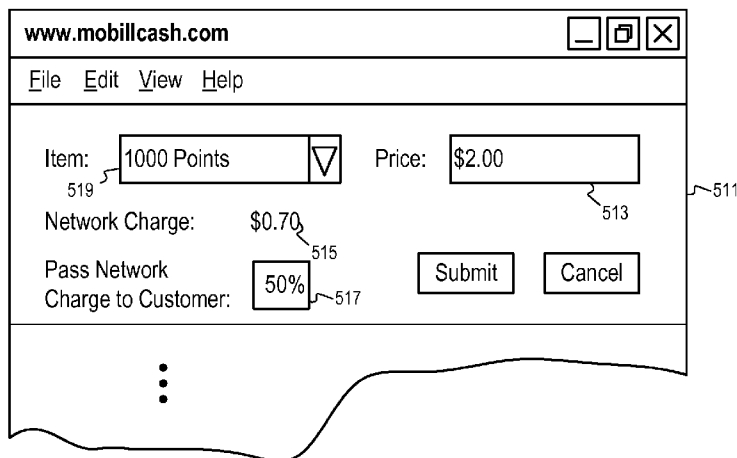 www.mobillcash.com
File Edit View Help
Item: 1000 Points Price: $2.00
519 513 511
Network Charge: $0.70
515
Pass Network
Charge to Customer: 50% 517 Submit Cancel